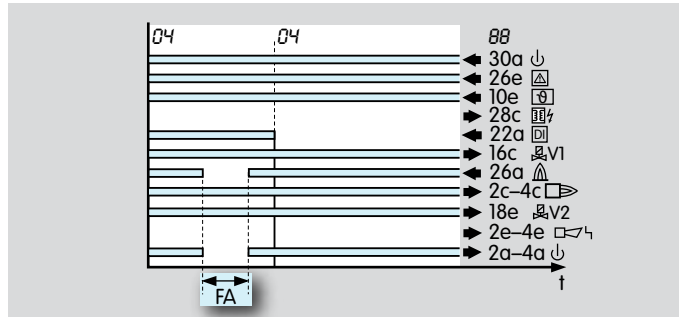 04 04 88
30a
26e
10e ϑ
28c
22a DI
16c V1
26a
2c–4c
18e V2
2e–4e
2a–4a
t
FA